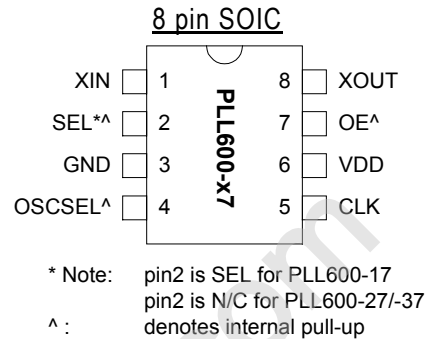 8 pin SOIC
XIN 1 8 XOUT
SEL*^ 2 7 OE^
GND 3 6 VDD
OSCSEL^ 4 5 CLK
PLL600-x7
* Note: pin2 is SEL for PLL600-17
pin2 is N/C for PLL600-27/-37
^ : denotes internal pull-up